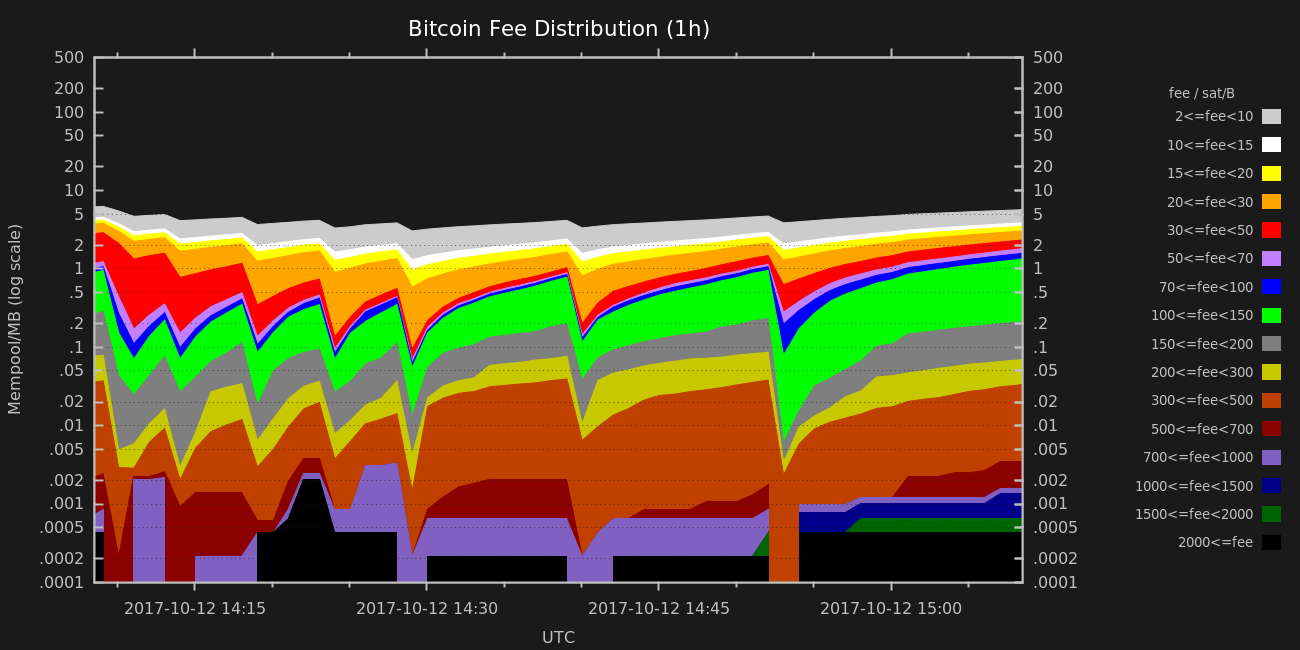 Bitcoin Fee Distribution (1h)
500 500
200 200
100 100
50 50
20 20
10 10
5 5
2 2
1 1
.5 .5
.2 .2
.1 .1
.05 .05
.02 .02
.01 .01
.005 .005
.002 .002
.001 .001
.0005 .0005
.0002 .0002
.0001 .0001
Mempool/MB (log scale)
2017-10-12 14:15 2017-10-12 14:30 2017-10-12 14:45 2017-10-12 15:00
UTC
fee / sat/B
2<=fee<10
10<=fee<15
15<=fee<20
20<=fee<30
30<=fee<50
50<=fee<70
70<=fee<100
100<=fee<150
150<=fee<200
200<=fee<300
300<=fee<500
500<=fee<700
700<=fee<1000
1000<=fee<1500
1500<=fee<2000
2000<=fee